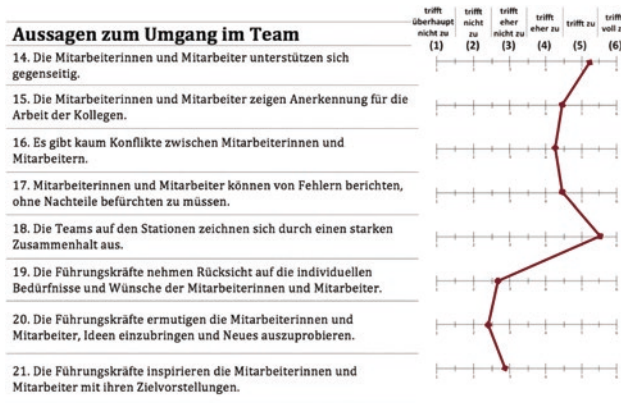 trifft überhaupt nicht zu (1)
trifft nicht zu (2)
trifft eher nicht zu (3)
trifft eher zu (4)
trifft zu (5)
trifft voll z (6)
Aussagen zum Umgang im Team
14. Die Mitarbeiterinnen und Mitarbeiter unterstützen sich
gegenseitig.
15. Die Mitarbeiterinnen und Mitarbeiter zeigen Anerkennung für die
Arbeit der Kollegen.
16. Es gibt kaum Konflikte zwischen Mitarbeiterinnen und
Mitarbeitern.
17. Mitarbeiterinnen und Mitarbeiter können von Fehlern berichten,
ohne Nachteile befürchten zu müssen.
18. Die Teams auf den Stationen zeichnen sich durch einen starken
Zusammenhalt aus.
19. Die Führungskräfte nehmen Rücksicht auf die individuellen
Bedürfnisse und Wünsche der Mitarbeiterinnen und Mitarbeiter.
20. Die Führungskräfte ermutigen die Mitarbeiterinnen und
Mitarbeiter, Ideen einzubringen und Neues auszuprobieren.
21. Die Führungskräfte inspirieren die Mitarbeiterinnen und
Mitarbeiter mit ihren Zielvorstellungen.